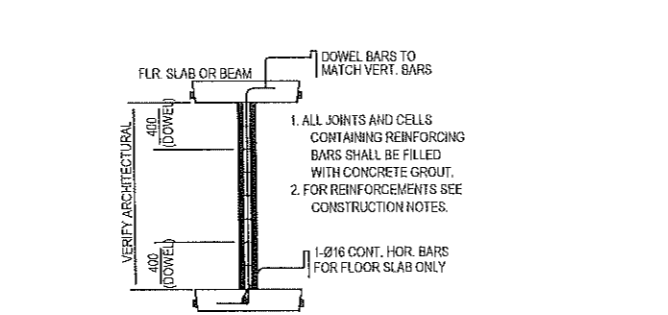 DOWEL BARS TO
MATCH VERT. BARS
FLR. SLAB OR BEAM
400
(DOWEL)
VERIFY ARCHITECTURAL
1. ALL JOINTS AND CELLS
CONTAINING REINFORCING
BARS SHALL BE FILLED
WITH CONCRETE GROUT.
2. FOR REINFORCEMENTS SEE
CONSTRUCTION NOTES.
400
(DOWEL)
1-Ø16 CONT. HOR. BARS
FOR FLOOR SLAB ONLY